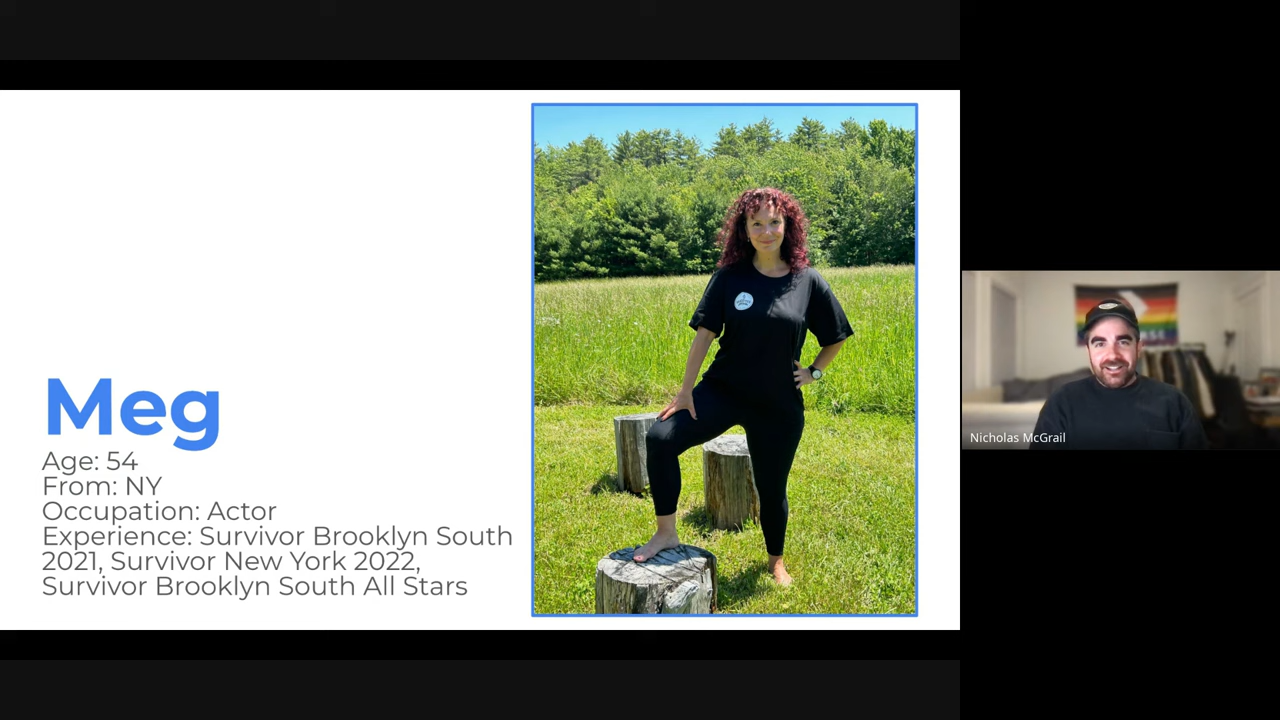 Meg
Age: 54
From: NY
Occupation: Actor
Experience: Survivor Brooklyn South
2021, Survivor New York 2022,
Survivor Brooklyn South All Stars
Nicholas McGrail